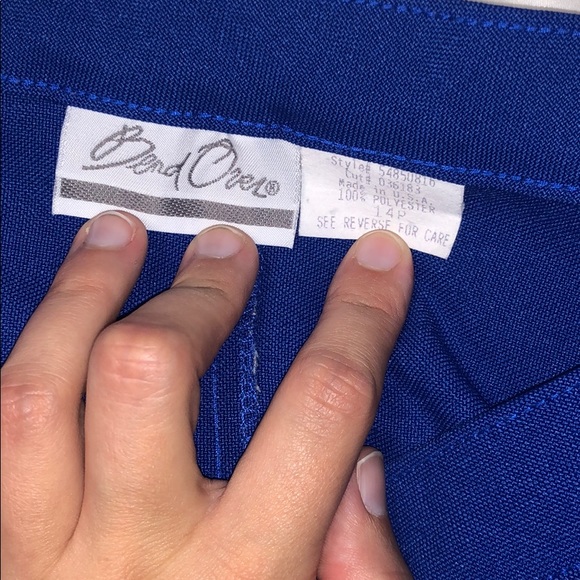 Bend Over®
Style# 54850816
Cut# 036183
Made in U.S.A.
100% POLYESTER
14P
SEE REVERSE FOR CARE